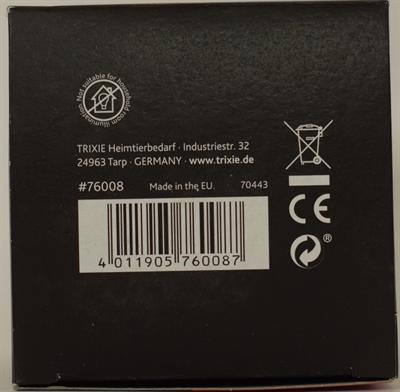 Not suitable for household room illumination
TRIXIE Heimtierbedarf · Industriestr. 32
24963 Tarp · GERMANY · www.trixie.de
#76008 Made in the EU. 70443
CE
®
4 011905 760087